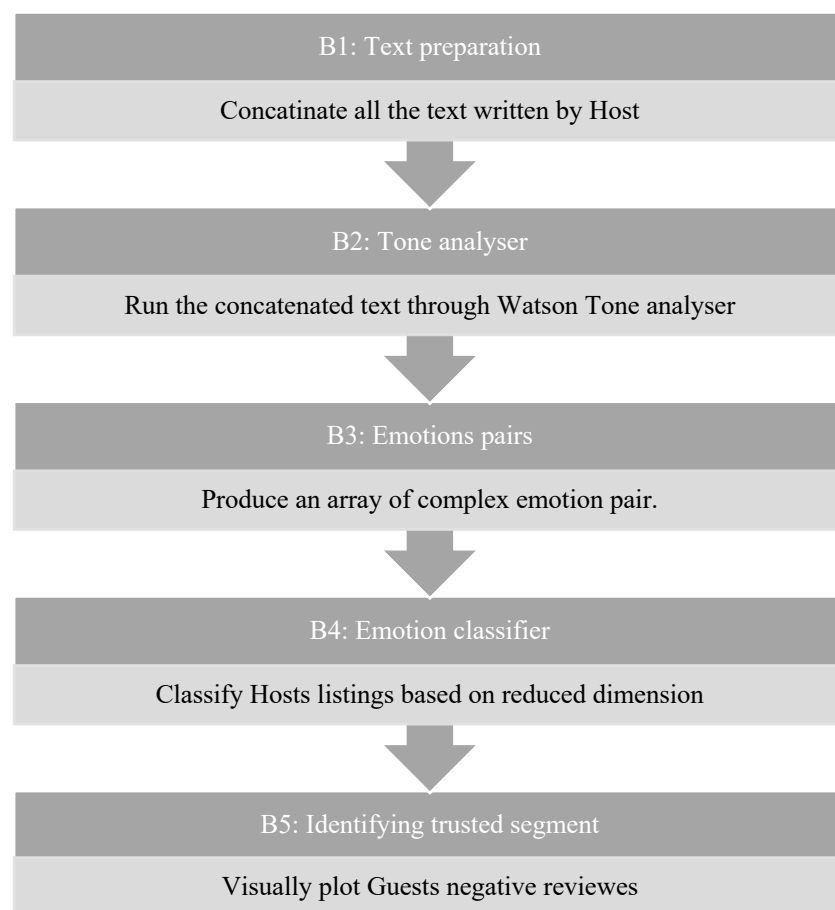 B1: Text preparation
Concatinate all the text written by Host
B2: Tone analyser
Run the concatenated text through Watson Tone analyser
B3: Emotions pairs
Produce an array of complex emotion pair.
B4: Emotion classifier
Classify Hosts listings based on reduced dimension
B5: Identifying trusted segment
Visually plot Guests negative reviewes